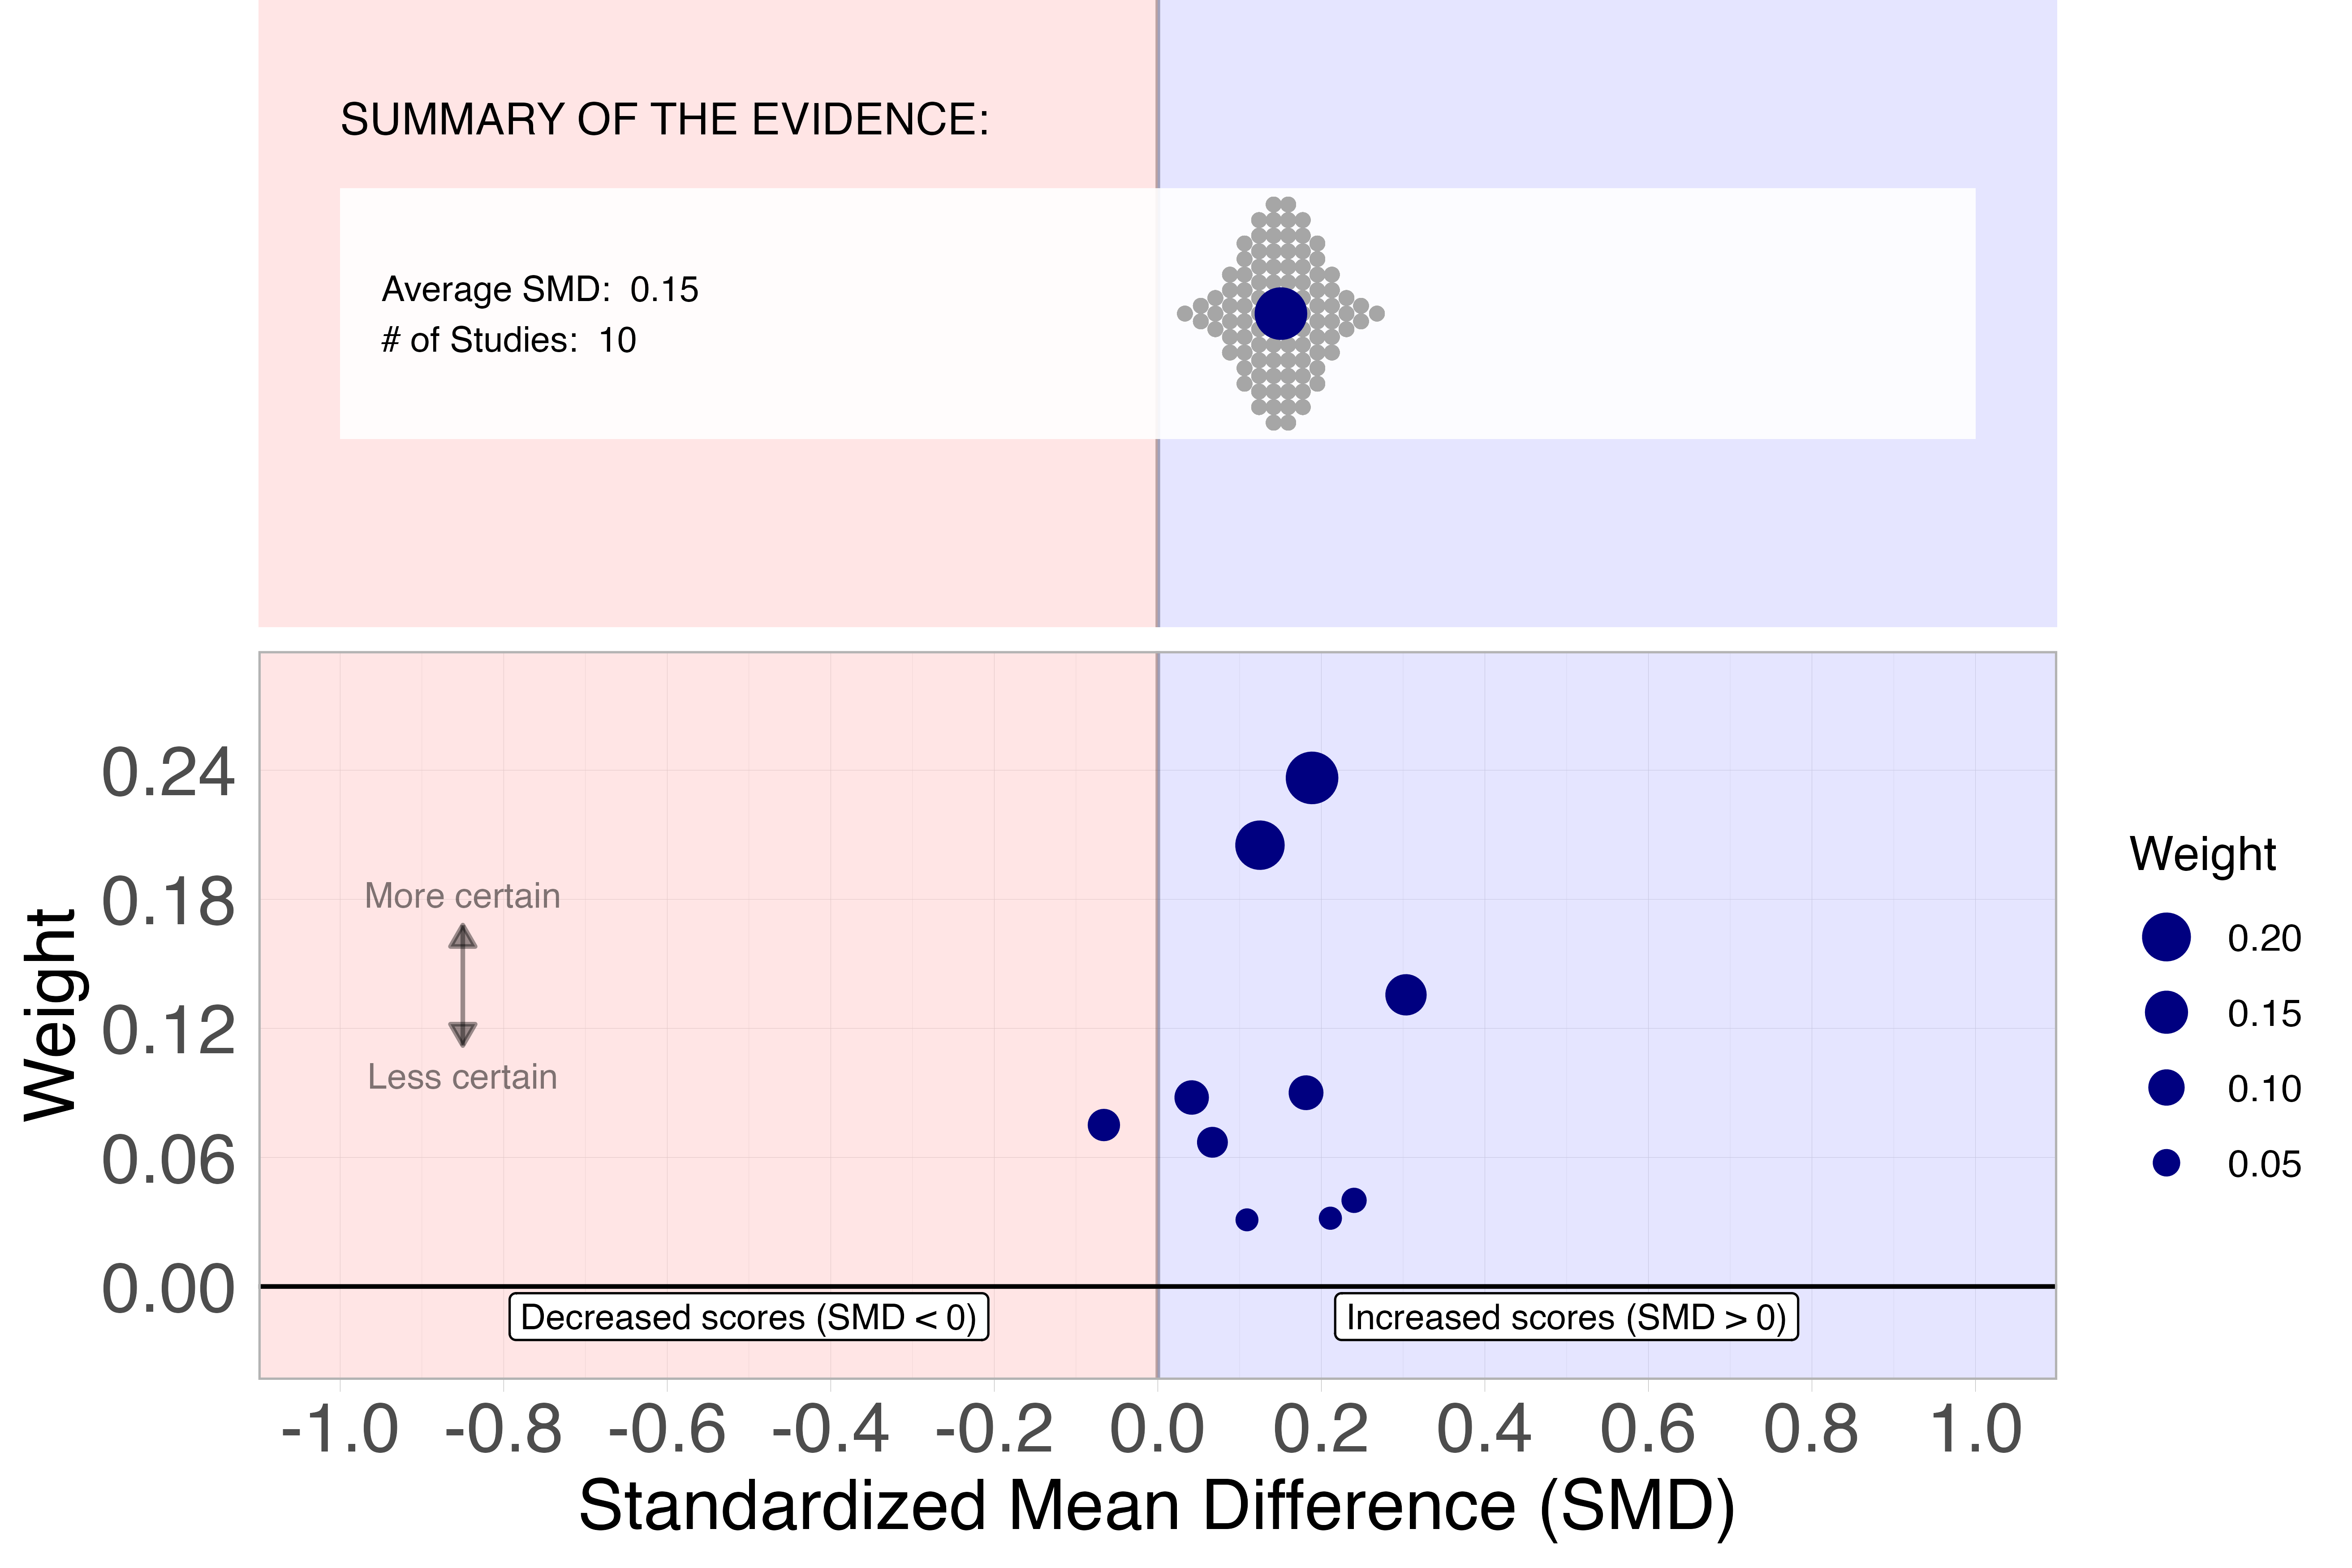 SUMMARY OF THE EVIDENCE:
Average SMD: 0.15
# of Studies: 10
Weight
0.24
0.18
0.12
0.06
0.00
More certain
Less certain
Decreased scores (SMD < 0)
Increased scores (SMD > 0)
-1.0 -0.8 -0.6 -0.4 -0.2 0.0 0.2 0.4 0.6 0.8 1.0
Standardized Mean Difference (SMD)
Weight
0.20
0.15
0.10
0.05